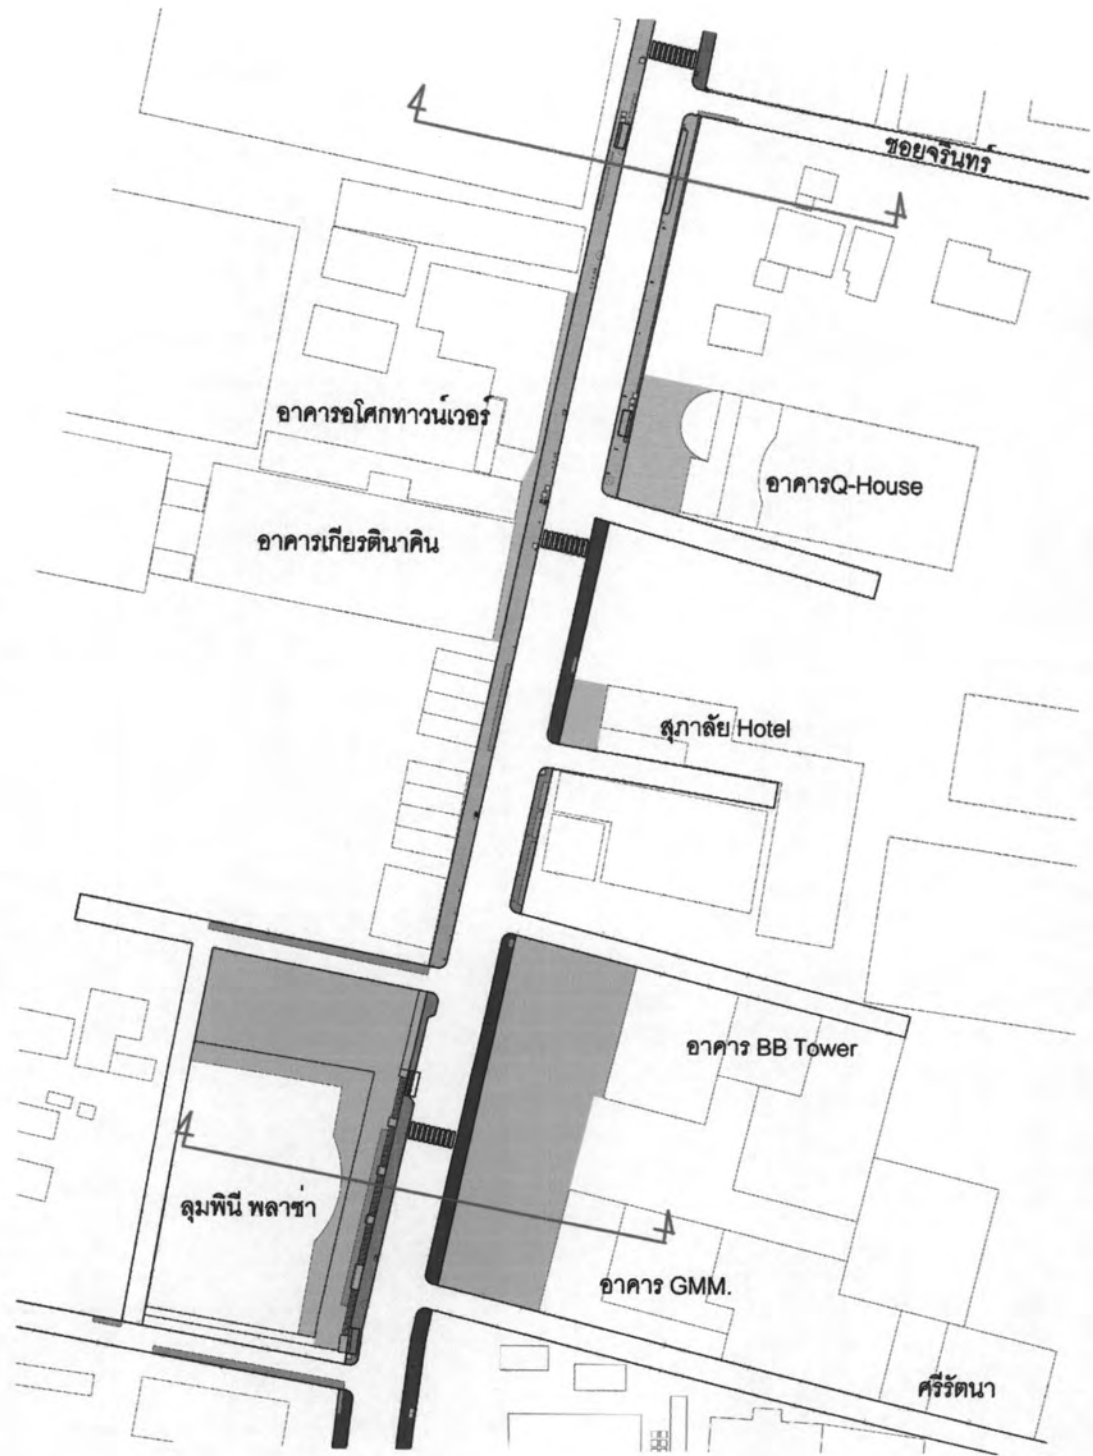 ซอยจรินทร์
อาคารอโศกทาวน์เวอร์
อาคารQ-House
อาคารเกียรตินาคิน
สุภาลัย Hotel
อาคาร BB Tower
ลุมพินี พลาซ่า
อาคาร GMM.
ศรีรัตนา